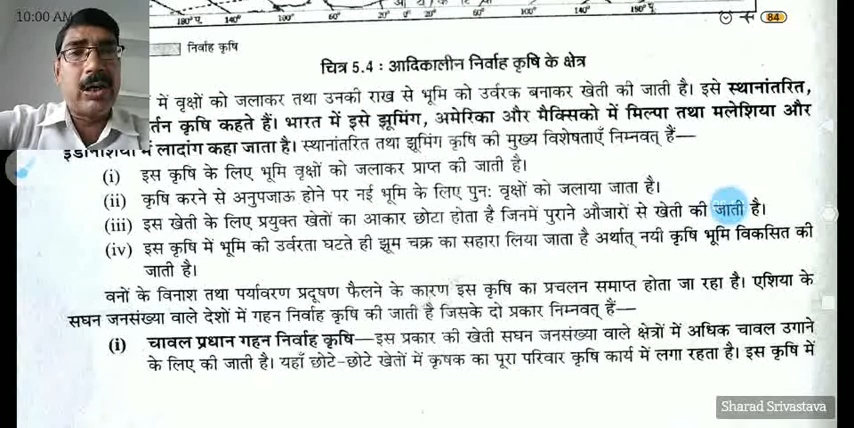 10:00 AM
180° प. 140° 100° 60° 20° 0° 20° 60° 100° 140° 180° पू.
84
निर्वाह कृषि
चित्र 5.4 : आदिकालीन निर्वाह कृषि के क्षेत्र
में वृक्षों को जलाकर तथा उनकी राख से भूमि को उर्वरक बनाकर खेती की जाती है। इसे स्थानांतरित,
र्तन कृषि कहते हैं। भारत में इसे झूमिंग, अमेरिका और मैक्सिको में मिल्पा तथा मलेशिया और
इंडोनेशिया में लादांग कहा जाता है। स्थानांतरित तथा झूमिंग कृषि की मुख्य विशेषताएँ निम्नवत् हैं—
(i) इस कृषि के लिए भूमि वृक्षों को जलाकर प्राप्त की जाती है।
(ii) कृषि करने से अनुपजाऊ होने पर नई भूमि के लिए पुन: वृक्षों को जलाया जाता है।
(iii) इस खेती के लिए प्रयुक्त खेतों का आकार छोटा होता है जिनमें पुराने औजारों से खेती की जाती है।
(iv) इस कृषि में भूमि की उर्वरता घटते ही झूम चक्र का सहारा लिया जाता है अर्थात् नयी कृषि भूमि विकसित की
जाती है।
वनों के विनाश तथा पर्यावरण प्रदूषण फैलने के कारण इस कृषि का प्रचलन समाप्त होता जा रहा है। एशिया के
सघन जनसंख्या वाले देशों में गहन निर्वाह कृषि की जाती है जिसके दो प्रकार निम्नवत् हैं—
(i) चावल प्रधान गहन निर्वाह कृषि—इस प्रकार की खेती सघन जनसंख्या वाले क्षेत्रों में अधिक चावल उगाने
के लिए की जाती है। यहाँ छोटे-छोटे खेतों में कृषक का पूरा परिवार कृषि कार्य में लगा रहता है। इस कृषि में
Sharad Srivastava